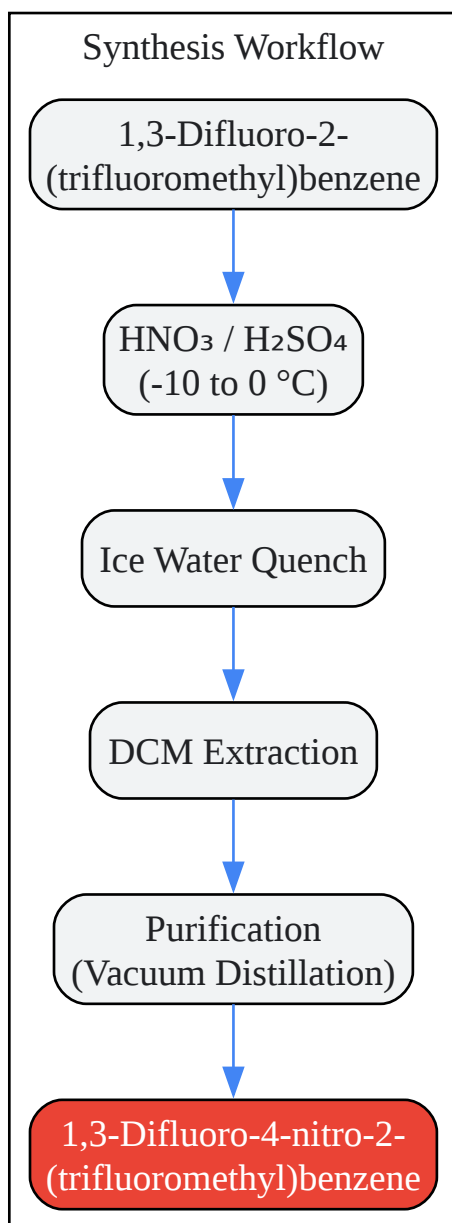 Synthesis Workflow
1,3-Difluoro-2-
(trifluoromethyl)benzene
HNO₃ / H₂SO₄
(-10 to 0 °C)
Ice Water Quench
DCM Extraction
Purification
(Vacuum Distillation)
1,3-Difluoro-4-nitro-2-
(trifluoromethyl)benzene